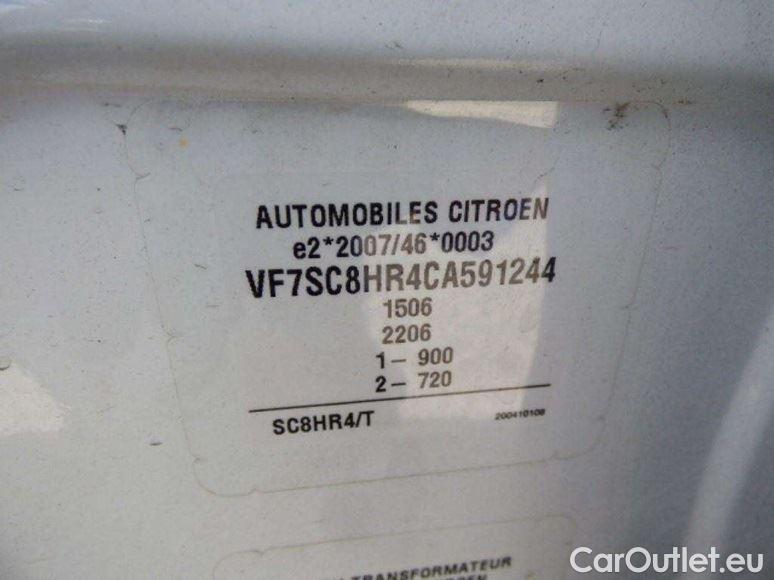 AUTOMOBILES CITROEN
e2*2007/46*0003
VF7SC8HR4CA591244
1506
2206
1- 900
2- 720
SC8HR4/T 200410108
TRANSFORMATEUR
CarOutlet.eu